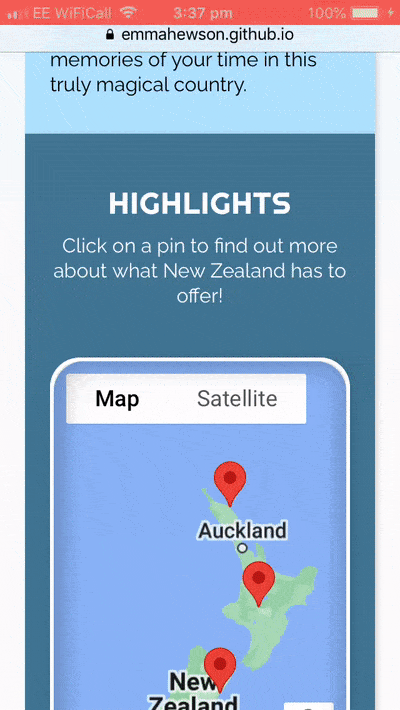 EE WiFiCall 3:37 pm 100%
emmahewson.github.io
memories of your time in this
truly magical country.
HIGHLIGHTS
Click on a pin to find out more
about what New Zealand has to
offer!
Map Satellite
Auckland
New
Zealand